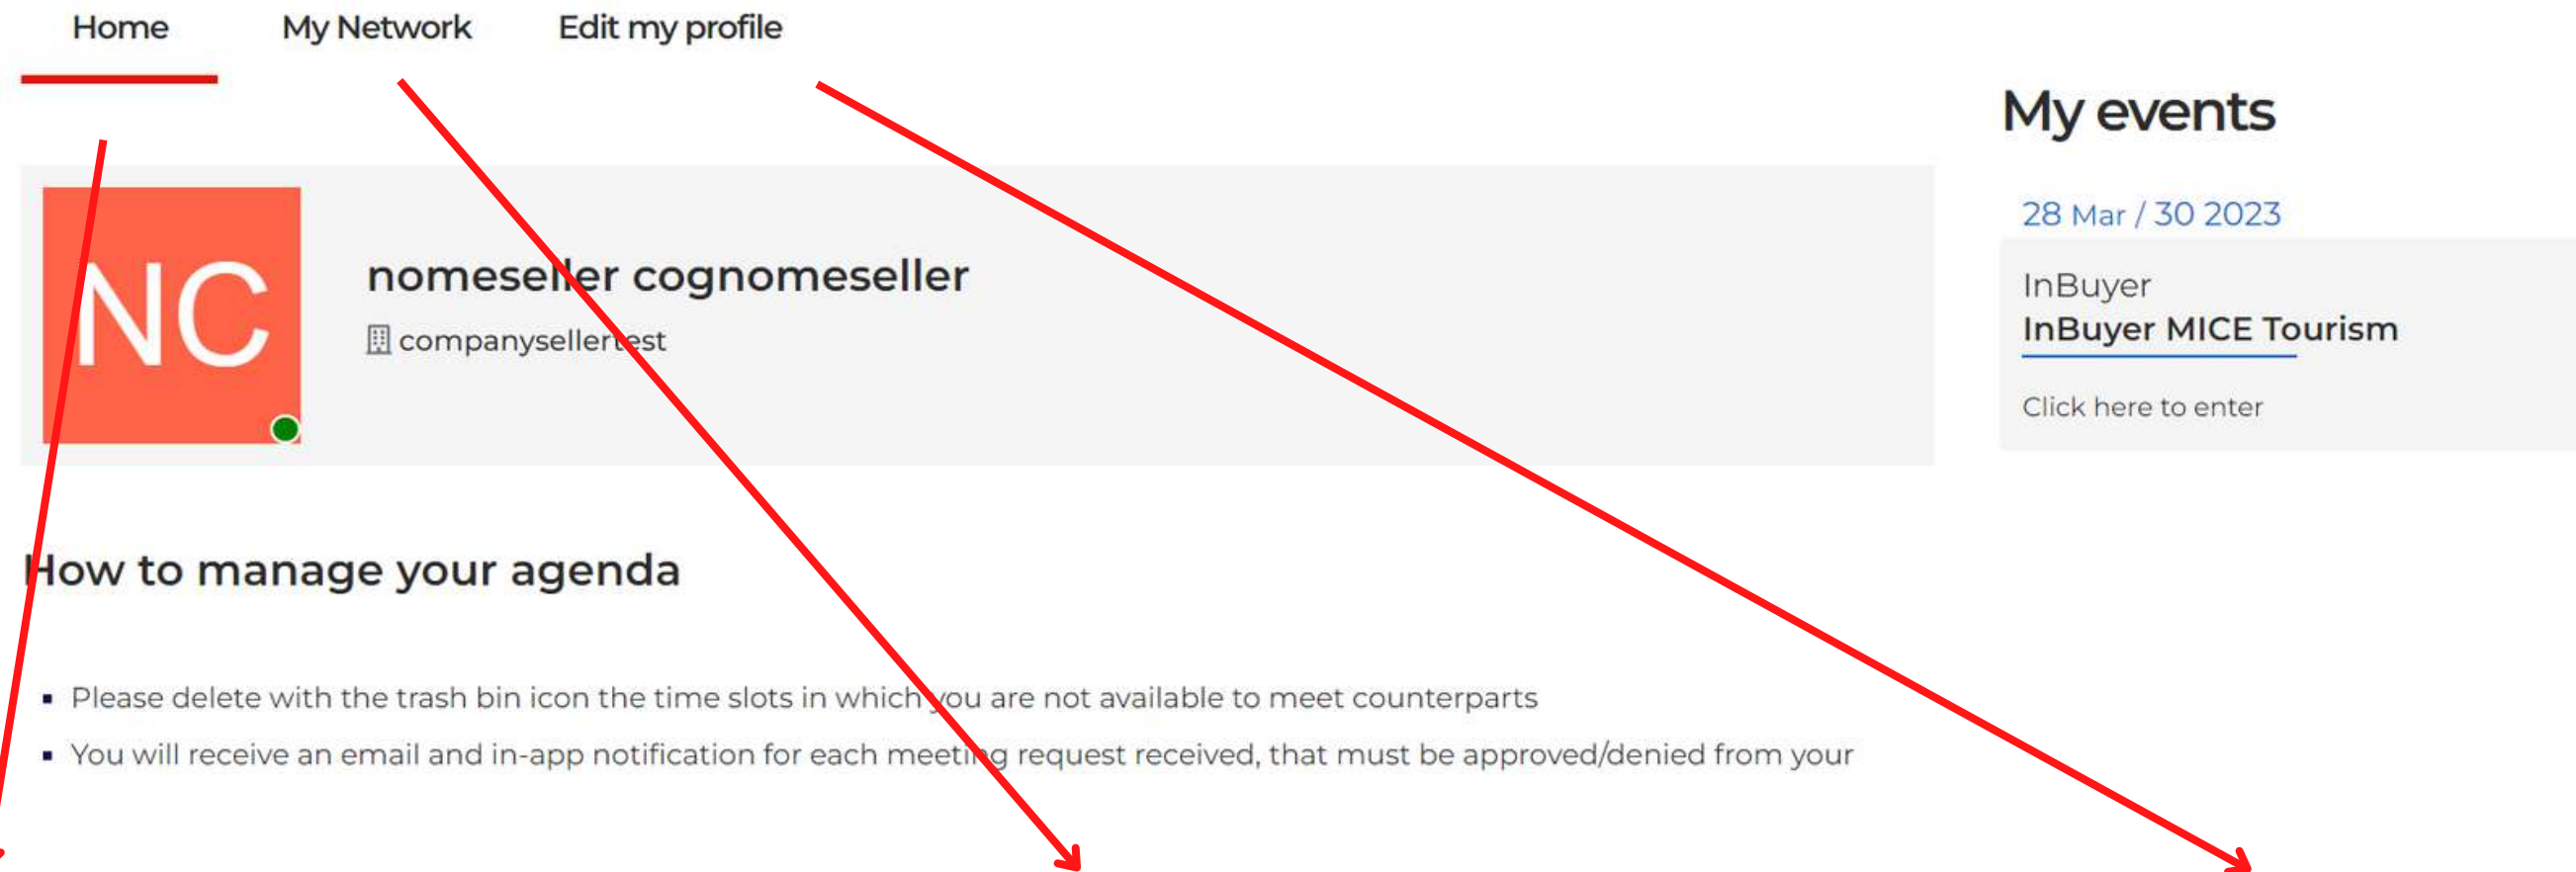 Home My Network Edit my profile
My events
28 Mar / 30 2023
InBuyer
InBuyer MICE Tourism
Click here to enter
NC
nomeseller cognomeseller
companysellertest
How to manage your agenda
Please delete with the trash bin icon the time slots in which you are not available to meet counterparts
You will receive an email and in-app notification for each meeting request received, that must be approved/denied from your